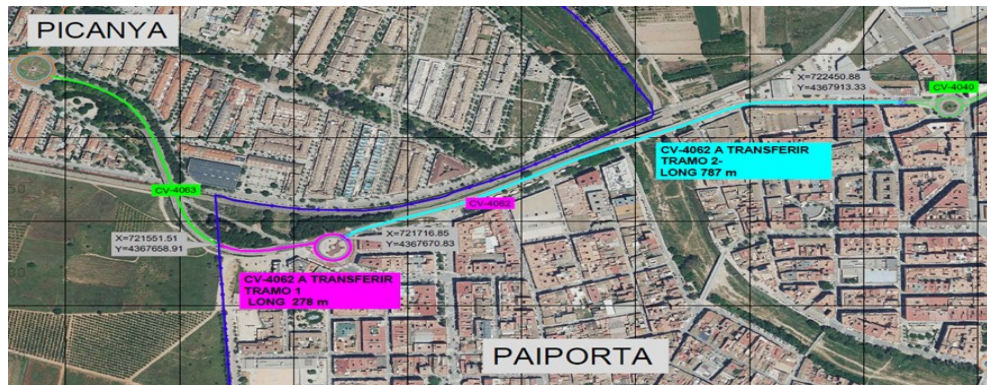 PICANYA
X=722450.88
Y=4367913.33
CV-4040
CV-4062 A TRANSFERIR
TRAMO 2-
LONG 787 m
CV-4063
CV-4062
X=721551.51
Y=4367658.91
X=721716.85
Y=4367670.83
CV-4062 A TRANSFERIR
TRAMO 1
LONG 278 m
PAIPORTA